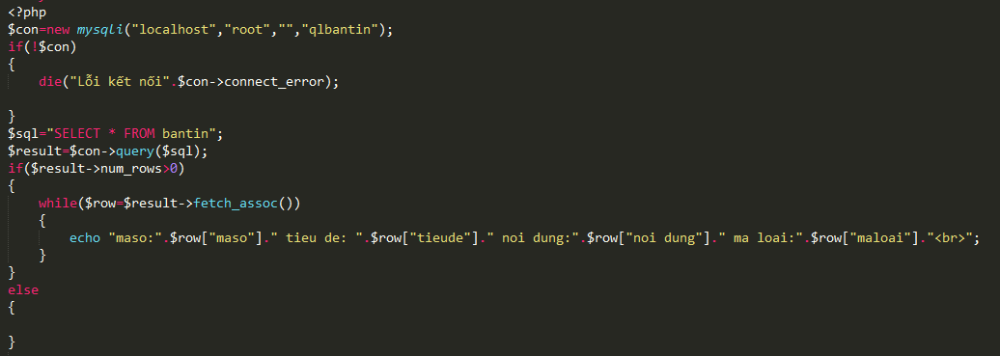 <?php
$con=new mysqli("localhost","root","","qlbantin");
if(!$con)
{
    die("Lỗi kết nối".$con->connect_error);
}
$sql="SELECT * FROM bantin";
$result=$con->query($sql);
if($result->num_rows>0)
{
    while($row=$result->fetch_assoc())
    {
        echo "maso:".$row["maso"]." tieu de: ".$row["tieude"]." noi dung:".$row["noi dung"]." ma loai:".$row["maloai"]."<br>";
    }
}
else
{
}